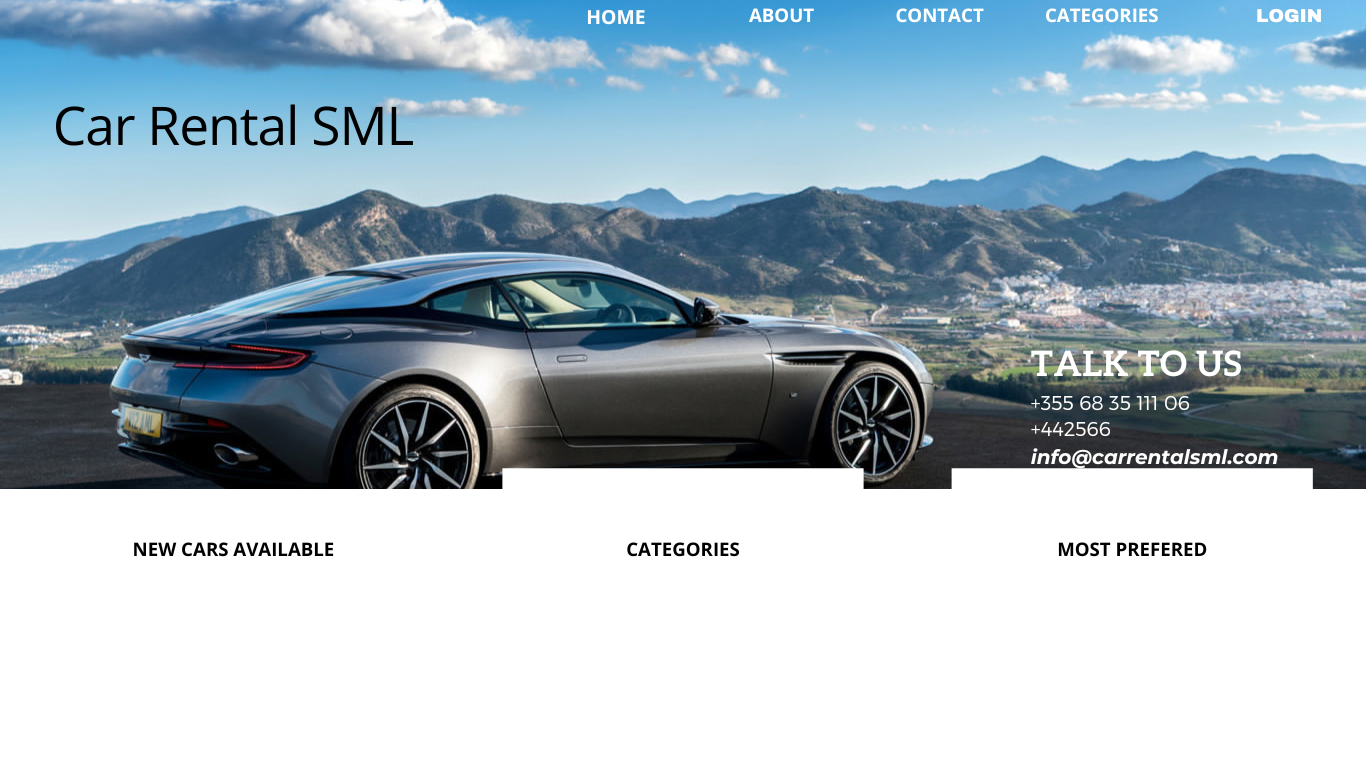 HOME ABOUT CONTACT CATEGORIES LOGIN
Car Rental SML
TALK TO US
+355 68 35 111 06
+442566
info@carrentalsml.com
NEW CARS AVAILABLE CATEGORIES MOST PREFERED